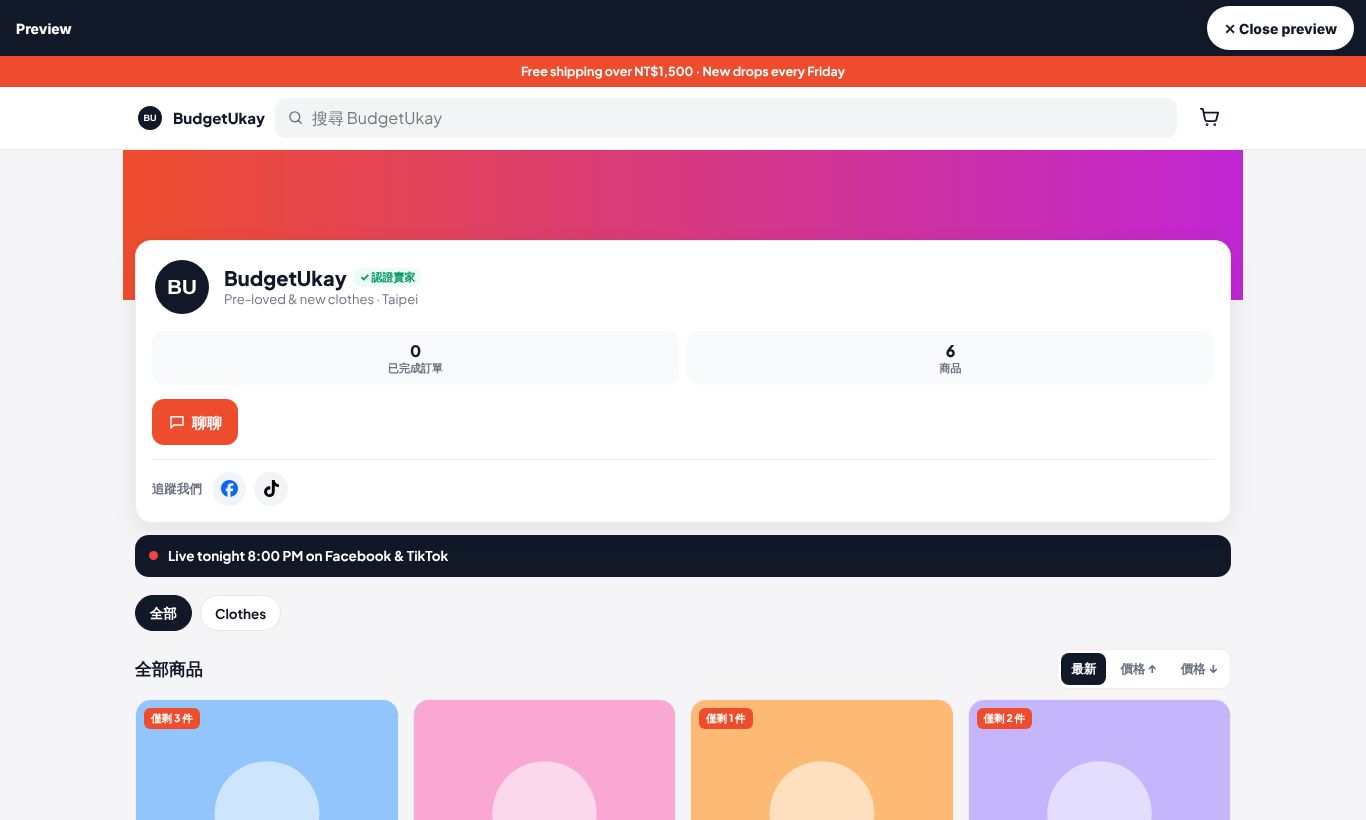 Preview
× Close preview
Free shipping over NT$1,500 · New drops every Friday
BU
BudgetUkay
搜尋 BudgetUkay
BU
BudgetUkay
✓ 認證賣家
Pre-loved & new clothes · Taipei
0
已完成訂單
6
商品
聊聊
追蹤我們
Live tonight 8:00 PM on Facebook & TikTok
全部
Clothes
全部商品
最新
價格 ↑
價格 ↓
僅剩 3 件
僅剩 1 件
僅剩 2 件